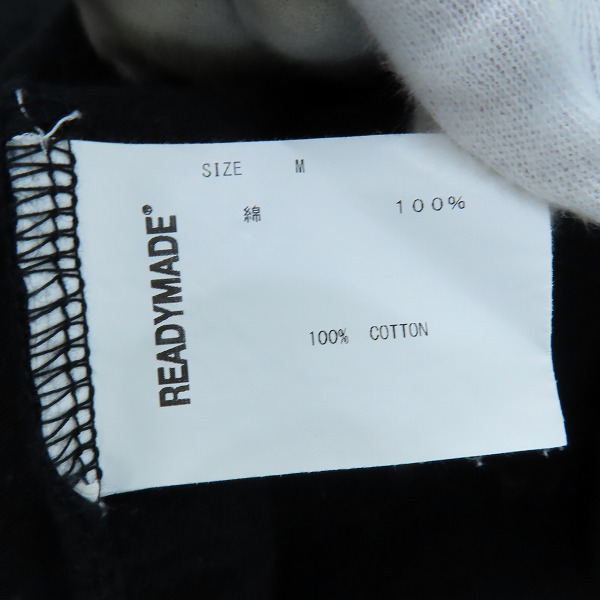 SIZE M
綿 100%
READYMADE®
100% COTTON